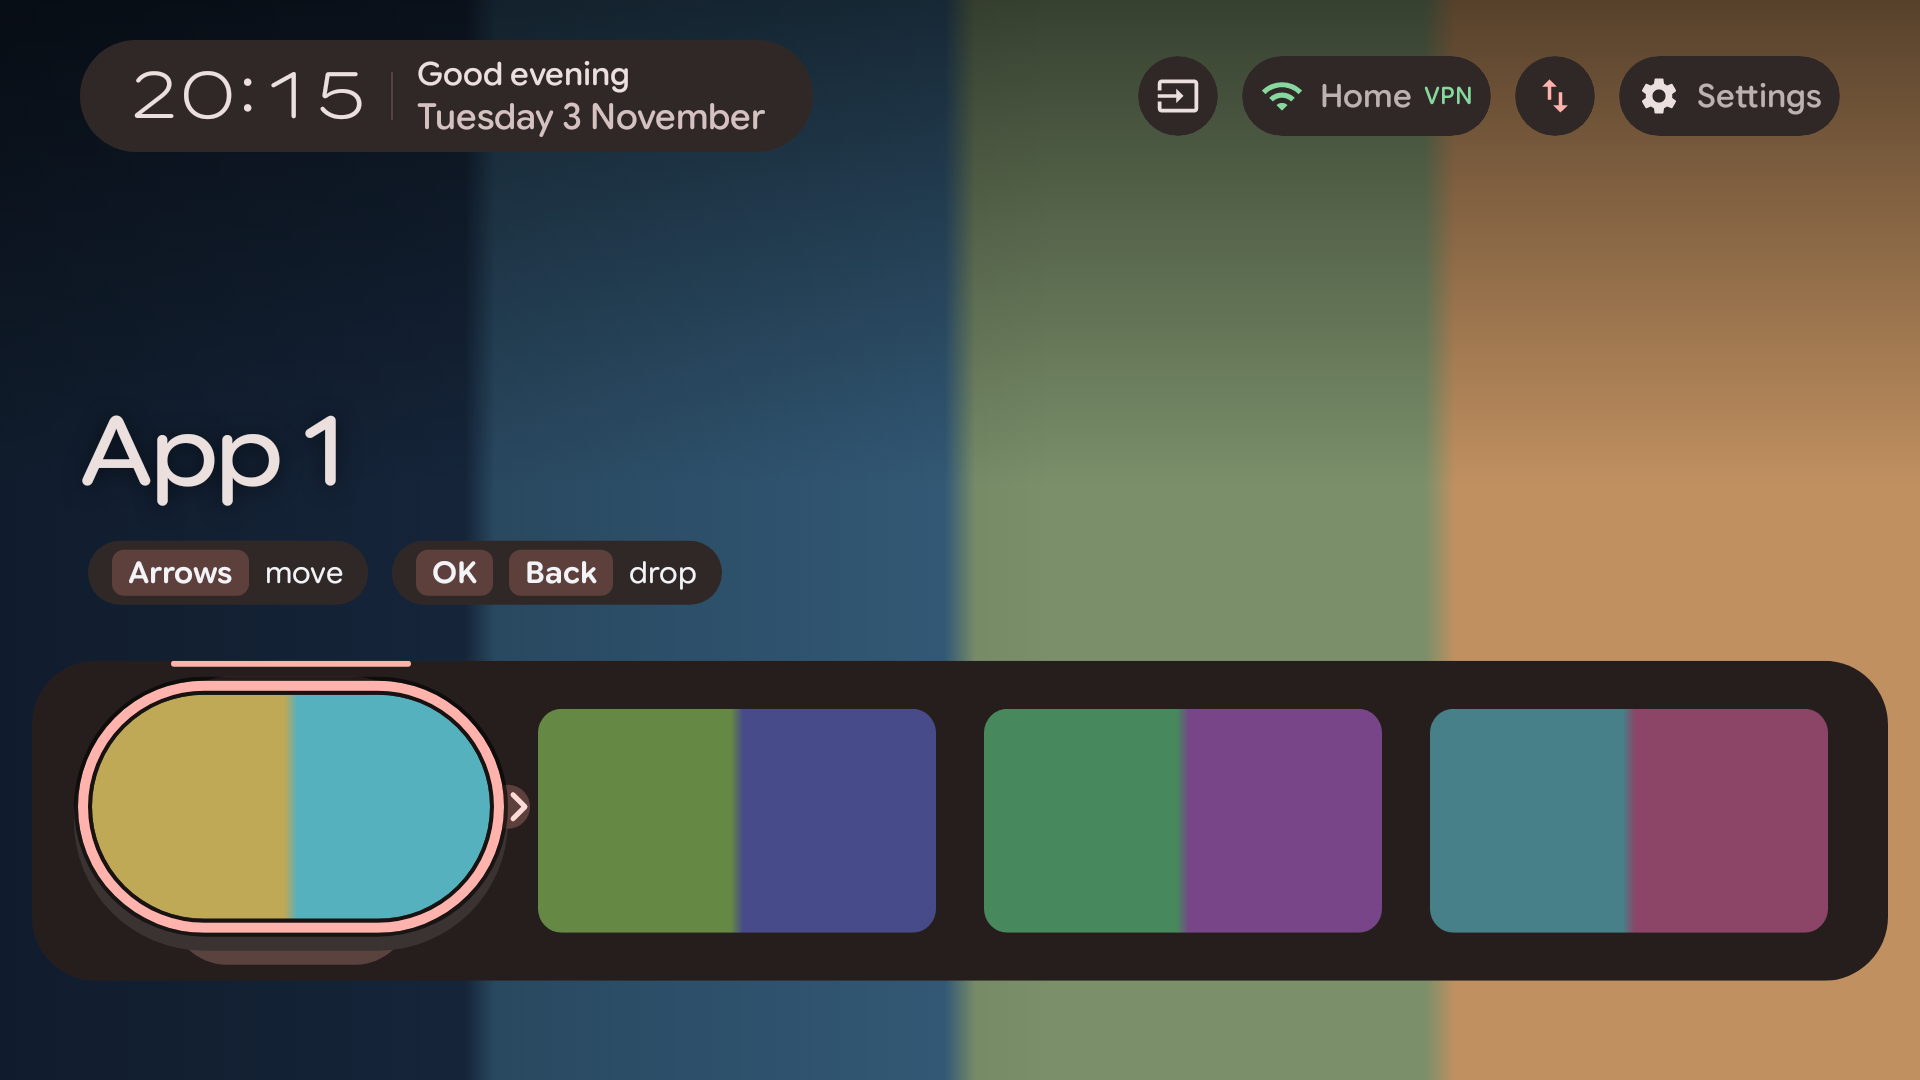 20:15
Good evening
Tuesday 3 November
Home VPN
Settings
App 1
Arrows move
OK Back drop